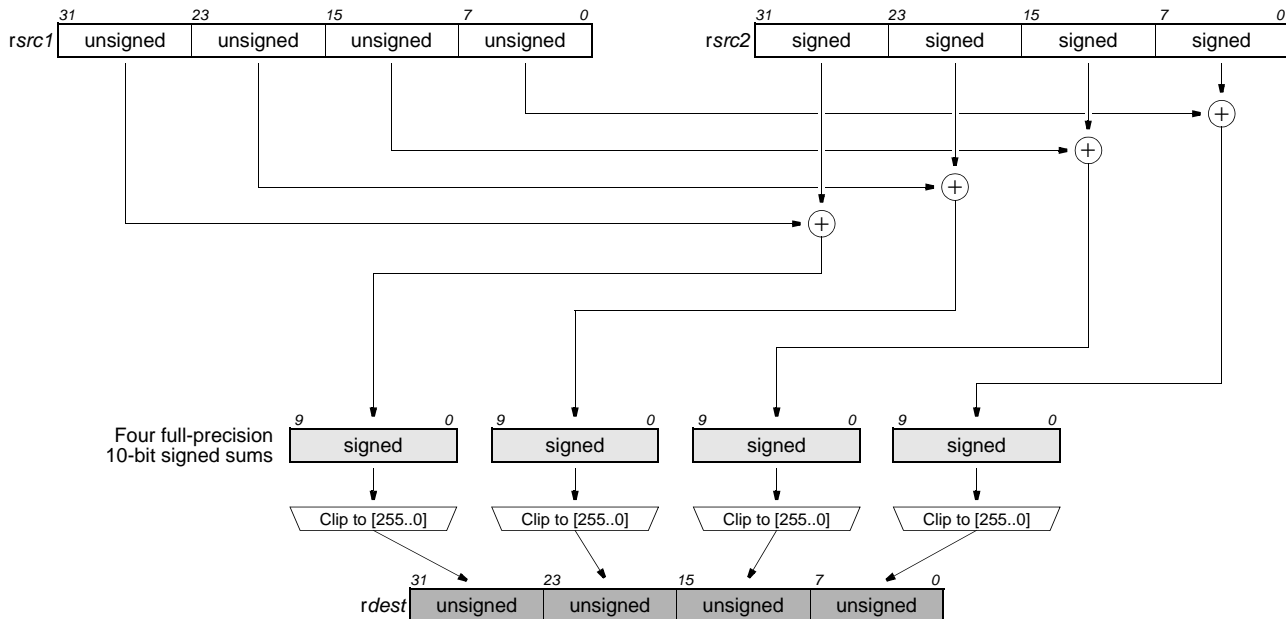 31 23 15 7 0 31 23 15 7 0
rsrc1 unsigned unsigned unsigned unsigned rsrc2 signed signed signed signed
+
+
+
+
9 0 9 0 9 0 9 0
Four full-precision
10-bit signed sums signed signed signed signed
Clip to [255..0] Clip to [255..0] Clip to [255..0] Clip to [255..0]
31 23 15 7 0
rdest unsigned unsigned unsigned unsigned